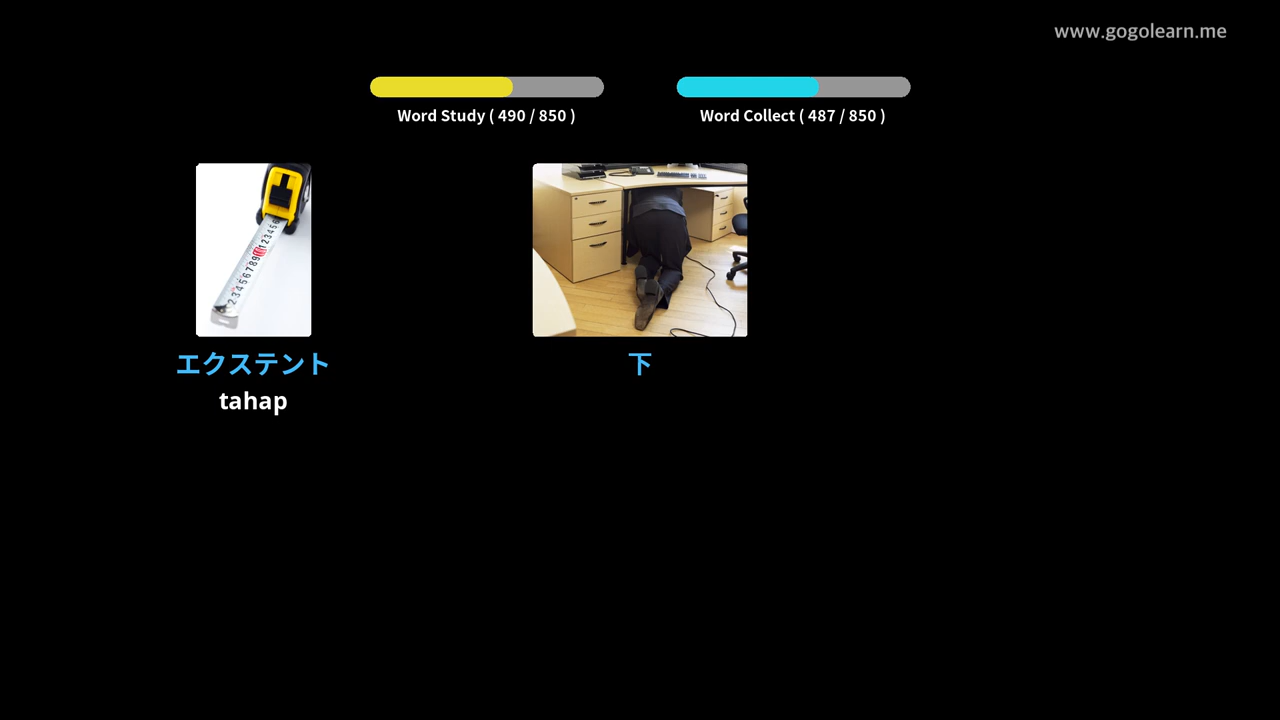 www.gogolearn.me
Word Study ( 490 / 850 )
Word Collect ( 487 / 850 )
エクステント
tahap
下